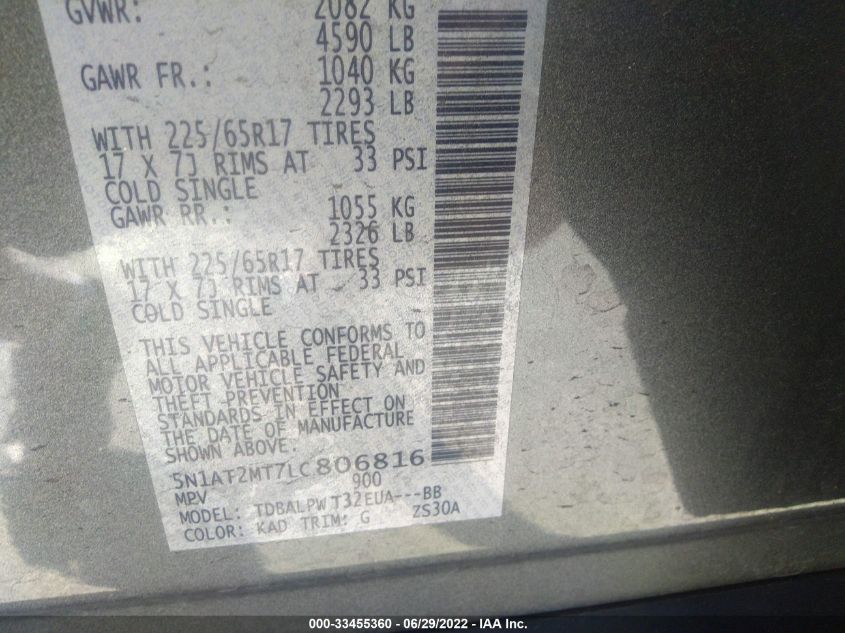 GVWR: 2082 KG
4590 LB
GAWR FR.: 1040 KG
2293 LB
WITH 225/65R17 TIRES
17 X 7J RIMS AT 33 PSI
COLD SINGLE
GAWR RR.: 1055 KG
2326 LB
WITH 225/65R17 TIRES
17 X 7J RIMS AT 33 PSI
COLD SINGLE
THIS VEHICLE CONFORMS TO
ALL APPLICABLE FEDERAL
MOTOR VEHICLE SAFETY AND
THEFT PREVENTION
STANDARDS IN EFFECT ON
THE DATE OF MANUFACTURE
SHOWN ABOVE.
5N1AT2MT7LC806816
MPV 900
MODEL: TDBALPWT32EUA---BB
COLOR: KAD TRIM: G ZS30A
000-33455360 - 06/29/2022 - IAA Inc.